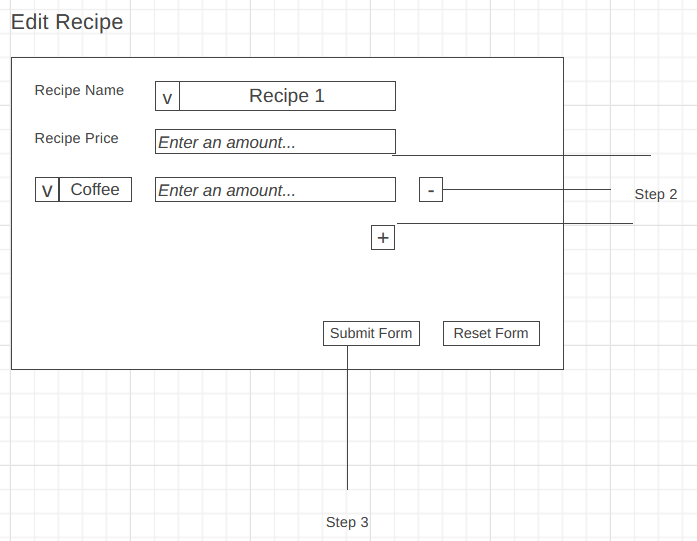 Edit Recipe
Recipe Name
v Recipe 1
Recipe Price
Enter an amount...
v Coffee
Enter an amount...
-
Step 2
+
Submit Form
Reset Form
Step 3